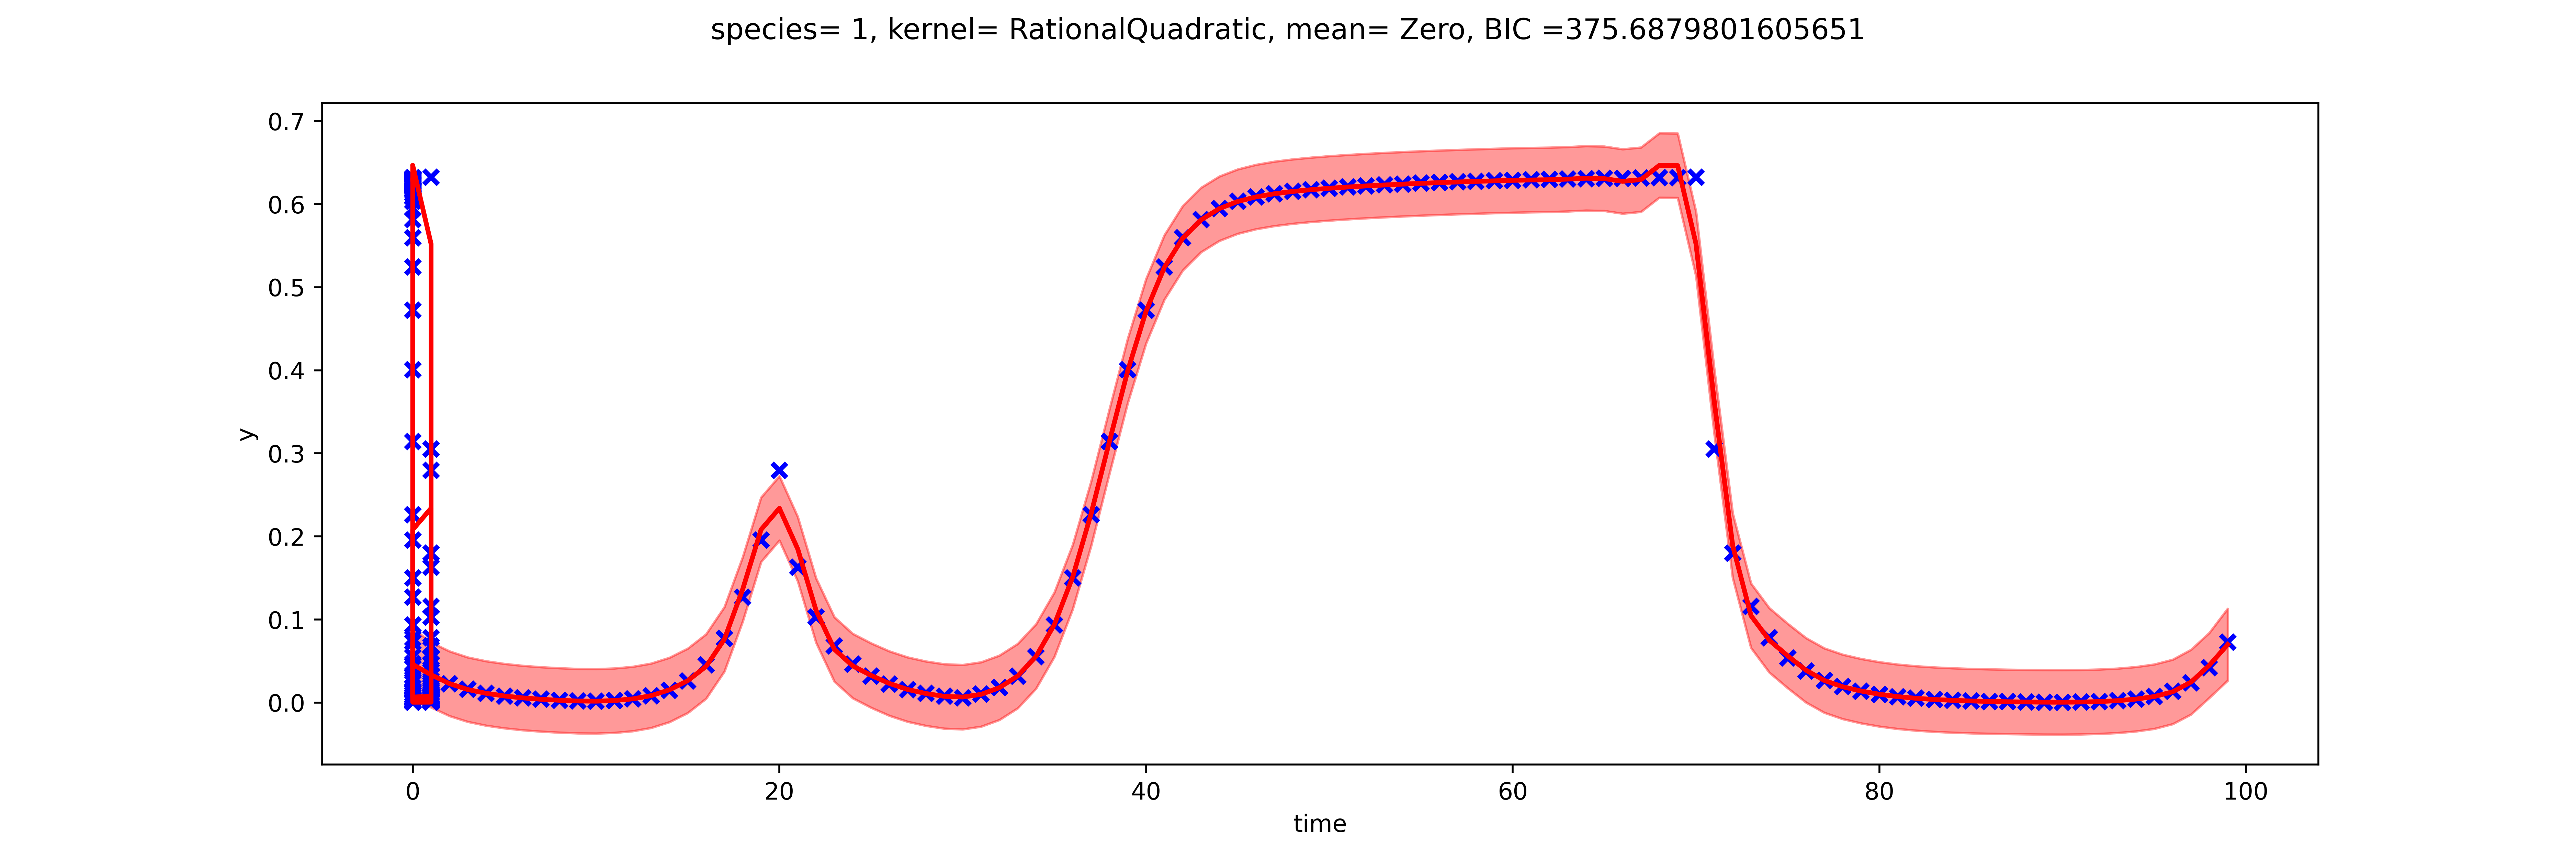 species= 1, kernel= RationalQuadratic, mean= Zero, BIC =375.6879801605651
0.7
0.6
0.5
0.4
0.3
0.2
0.1
0.0
y
0 20 40 60 80 100
time